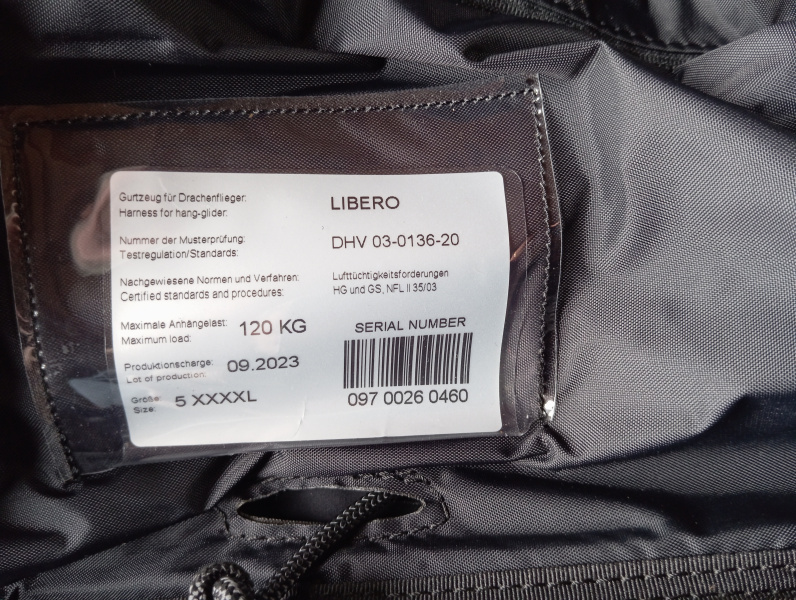 Gurtzeug für Drachenflieger:
Harness for hang-glider:
LIBERO
Nummer der Musterprüfung:
Testregulation/Standards:
DHV 03-0136-20
Nachgewiesene Normen und Verfahren:
Certified standards and procedures:
Lufttüchtigkeitsforderungen
HG und GS, NFL II 35/03
Maximale Anhängelast:
Maximum load:
120 KG
Produktionscharge:
Lot of production:
09.2023
Größe:
Size:
5 XXXXL
SERIAL NUMBER
097 0026 0460